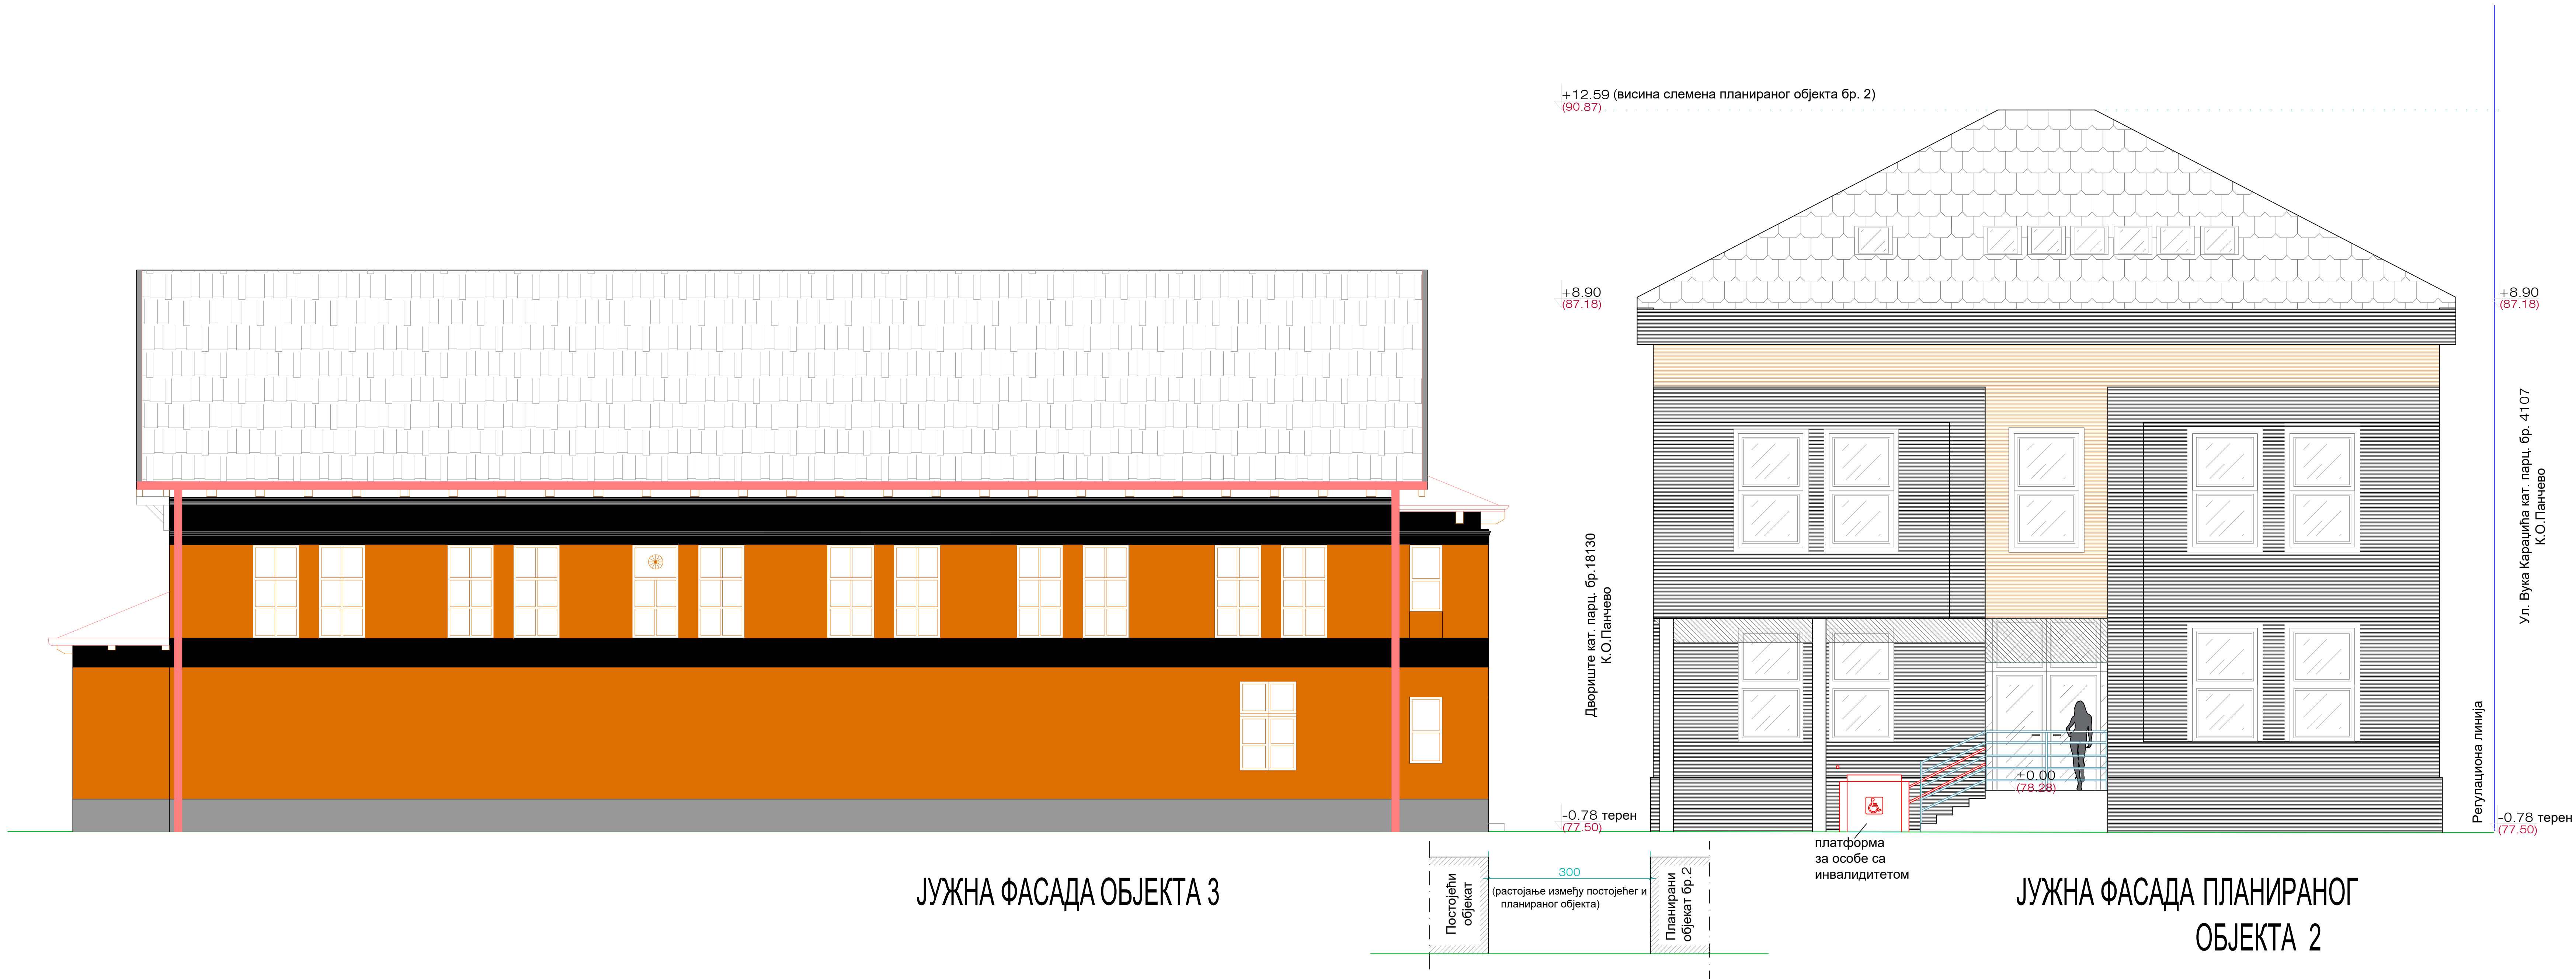 +12.59 (висина слемена планираног објекта бр. 2)
(90.87)
+8.90
(87.18)
+8.90
(87.18)
Двориште кат. парц. бр.18130
К.О.Панчево
Ул. Вука Караџића кат. парц. бр. 4107
К.О.Панчево
Регулациона линија
±0.00
(78.28)
-0.78 терен
(77.50)
-0.78 терен
(77.50)
платформа
за особе са
инвалидитетом
ЈУЖНА ФАСАДА ОБЈЕКТА 3
Постојећи
објекат
300
(растојање између постојећег и
планираног објекта)
Планирани
објекат бр.2
ЈУЖНА ФАСАДА ПЛАНИРАНОГ
ОБЈЕКТА 2